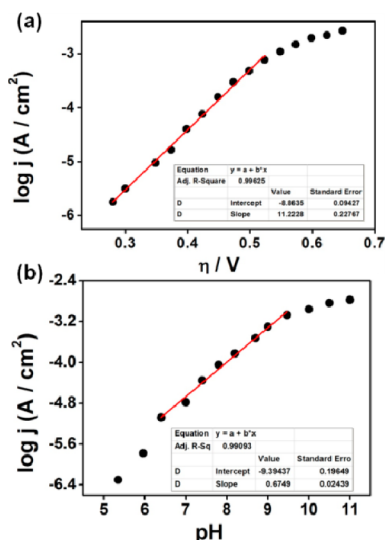 (a)
-3
-4
-5
-6
log j (A / cm²)
Equation y = a + b*x
Adj. R-Square 0.99625
Value Standard Error
D Intercept -8.8635 0.09427
D Slope 11.2228 0.22767
0.3 0.4 0.5 0.6 0.7
η / V
(b)
-2.4
-3.2
-4.0
-4.8
-5.6
-6.4
log j (A / cm²)
Equation y = a + b*x
Adj. R-Sq 0.99093
Value Standard Erro
D Intercept -9.39437 0.19649
D Slope 0.6749 0.02439
5 6 7 8 9 10 11
pH